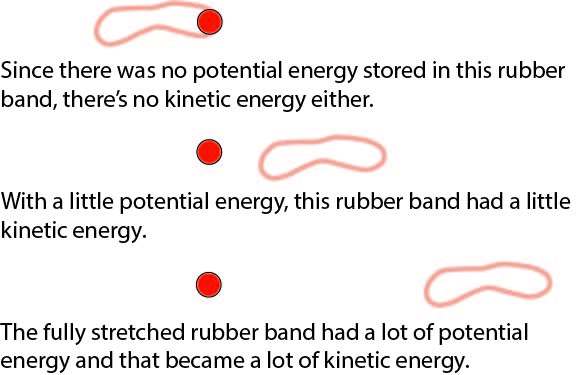 Since there was no potential energy stored in this rubber
band, there’s no kinetic energy either.
With a little potential energy, this rubber band had a little
kinetic energy.
The fully stretched rubber band had a lot of potential
energy and that became a lot of kinetic energy.